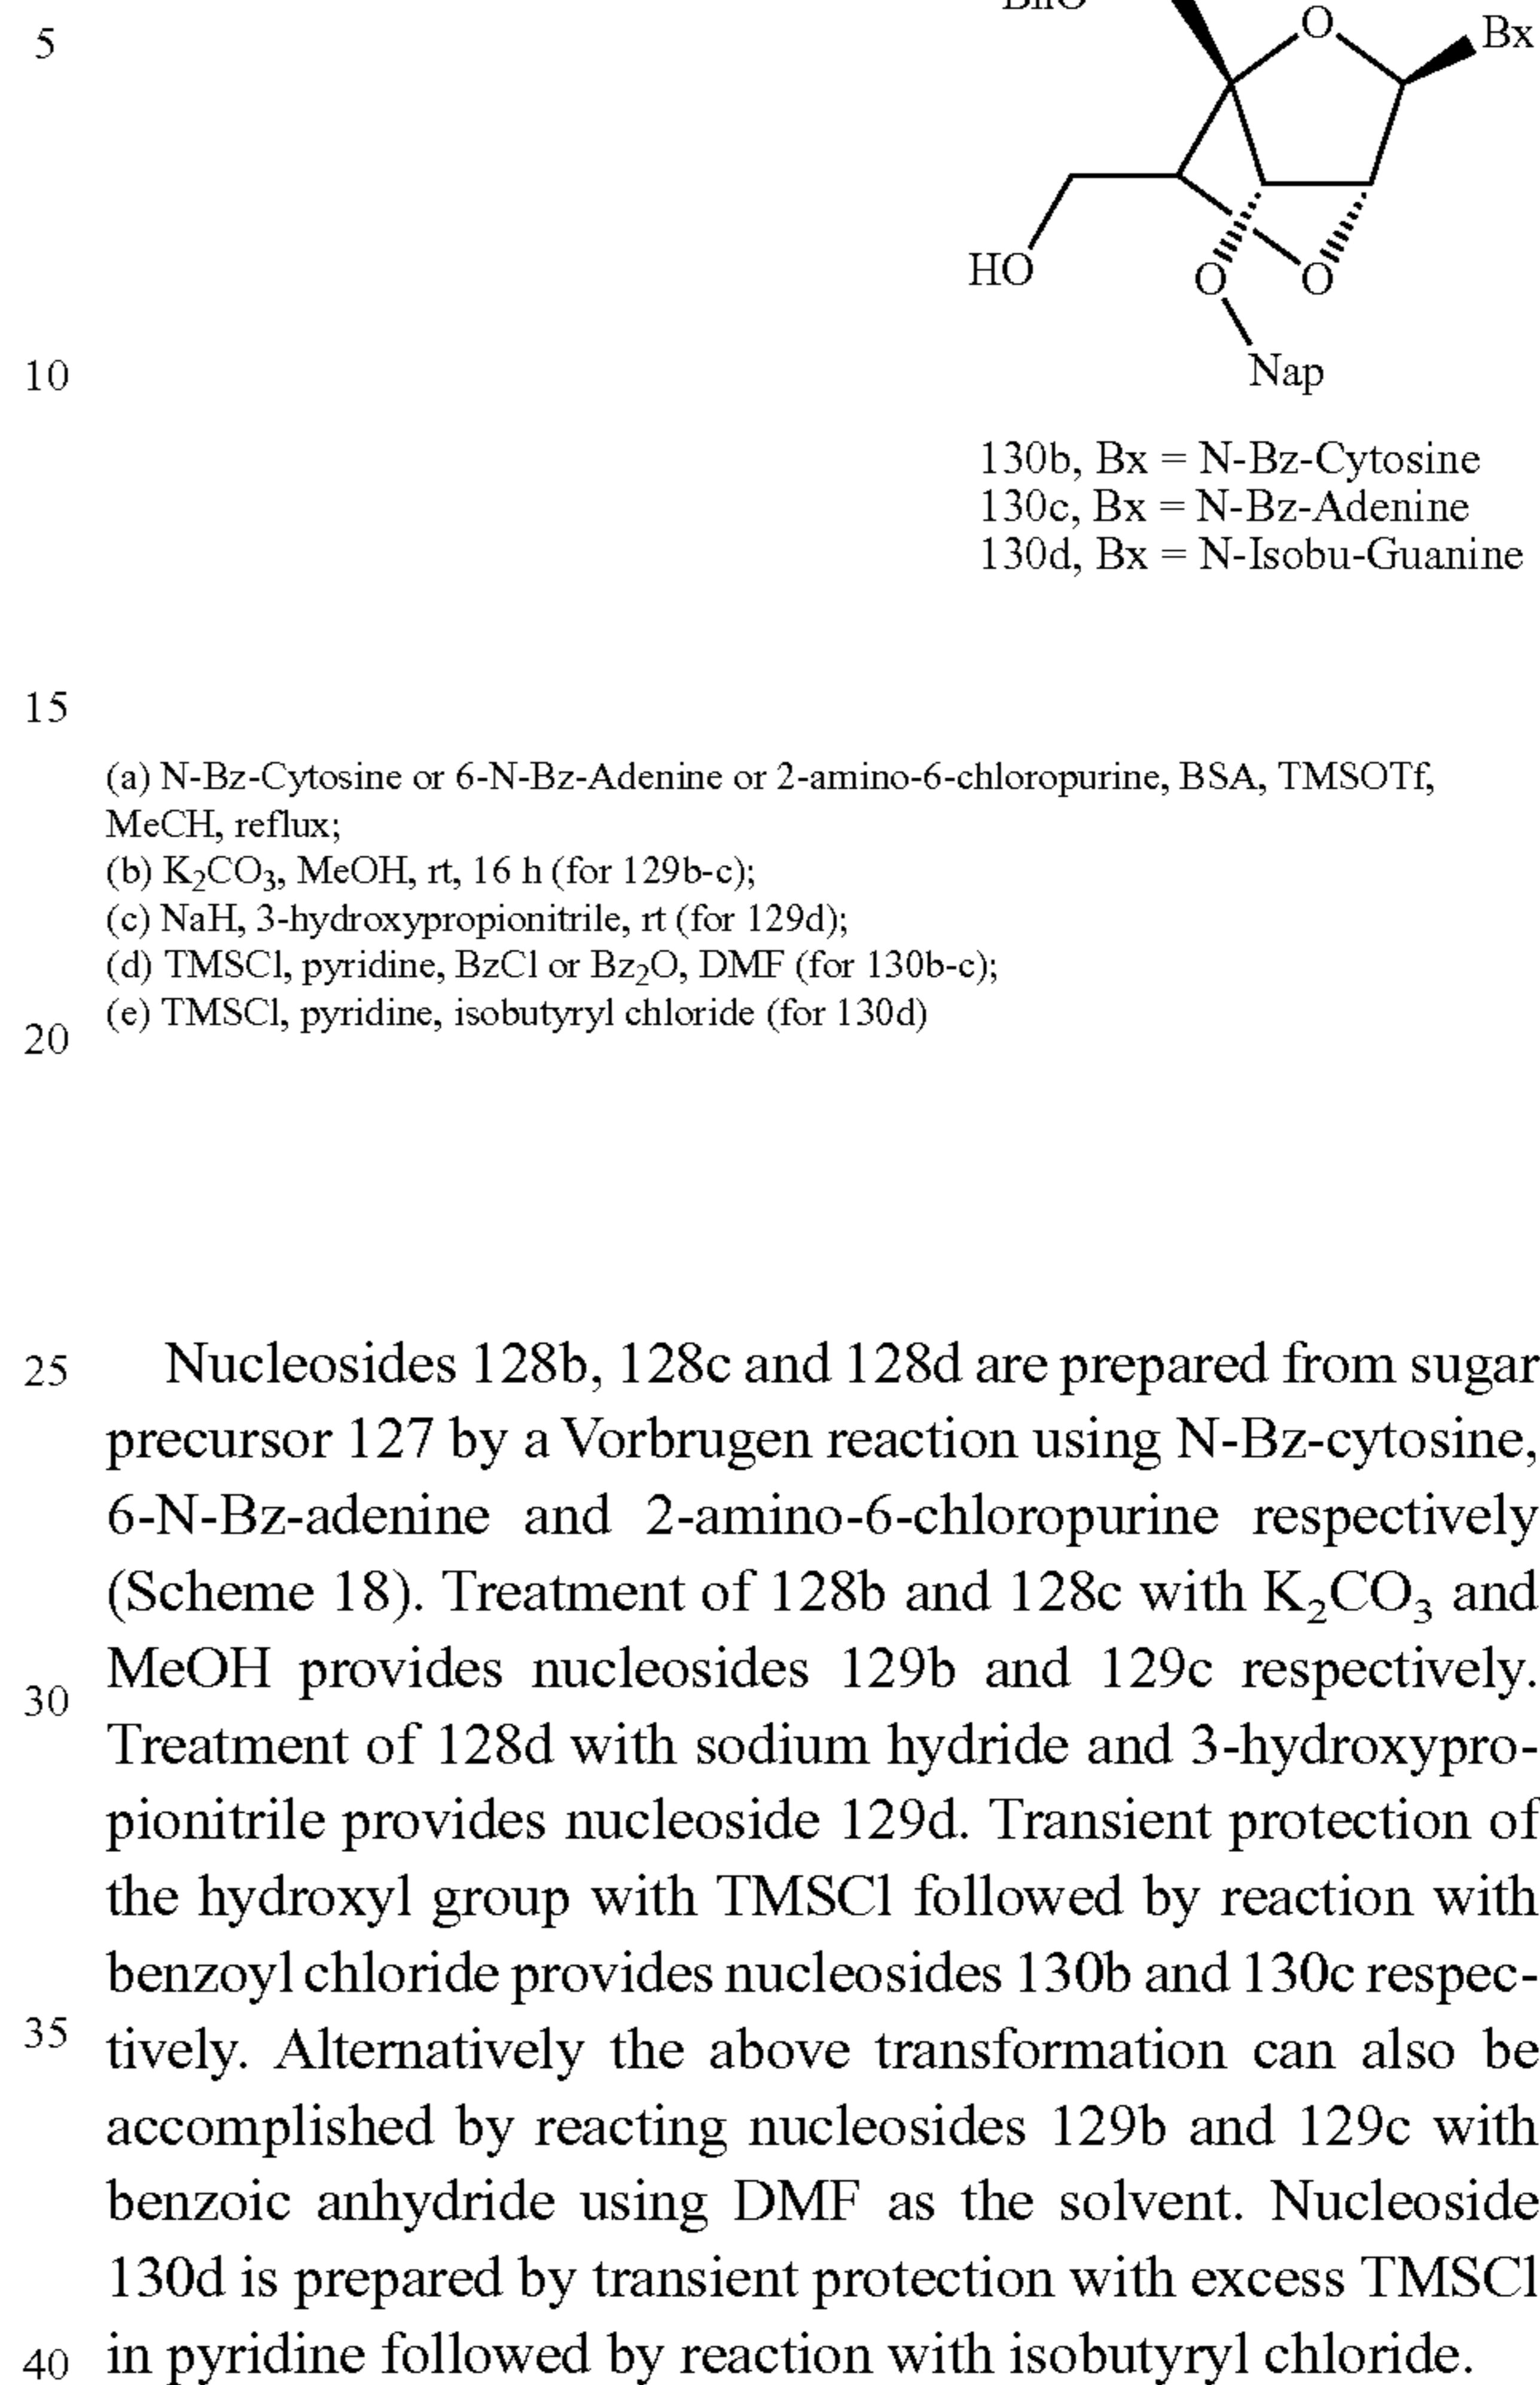 BnO
5
O
Bx
HO
O
O
10
Nap
130b, Bx = N-Bz-Cytosine
130c, Bx = N-Bz-Adenine
130d, Bx = N-Isobu-Guanine
15
(a) N-Bz-Cytosine or 6-N-Bz-Adenine or 2-amino-6-chloropurine, BSA, TMSOTf,
MeCH, reflux;
(b) K₂CO₃, MeOH, rt, 16 h (for 129b-c);
(c) NaH, 3-hydroxypropionitrile, rt (for 129d);
(d) TMSCl, pyridine, BzCl or Bz₂O, DMF (for 130b-c);
(e) TMSCl, pyridine, isobutyryl chloride (for 130d)
20
25 Nucleosides 128b, 128c and 128d are prepared from sugar
precursor 127 by a Vorbrugen reaction using N-Bz-cytosine,
6-N-Bz-adenine and 2-amino-6-chloropurine respectively
(Scheme 18). Treatment of 128b and 128c with K₂CO₃ and
30 MeOH provides nucleosides 129b and 129c respectively.
Treatment of 128d with sodium hydride and 3-hydroxypro-
pionitrile provides nucleoside 129d. Transient protection of
the hydroxyl group with TMSCl followed by reaction with
benzoyl chloride provides nucleosides 130b and 130c respec-
35 tively. Alternatively the above transformation can also be
accomplished by reacting nucleosides 129b and 129c with
benzoic anhydride using DMF as the solvent. Nucleoside
130d is prepared by transient protection with excess TMSCl
40 in pyridine followed by reaction with isobutyryl chloride.